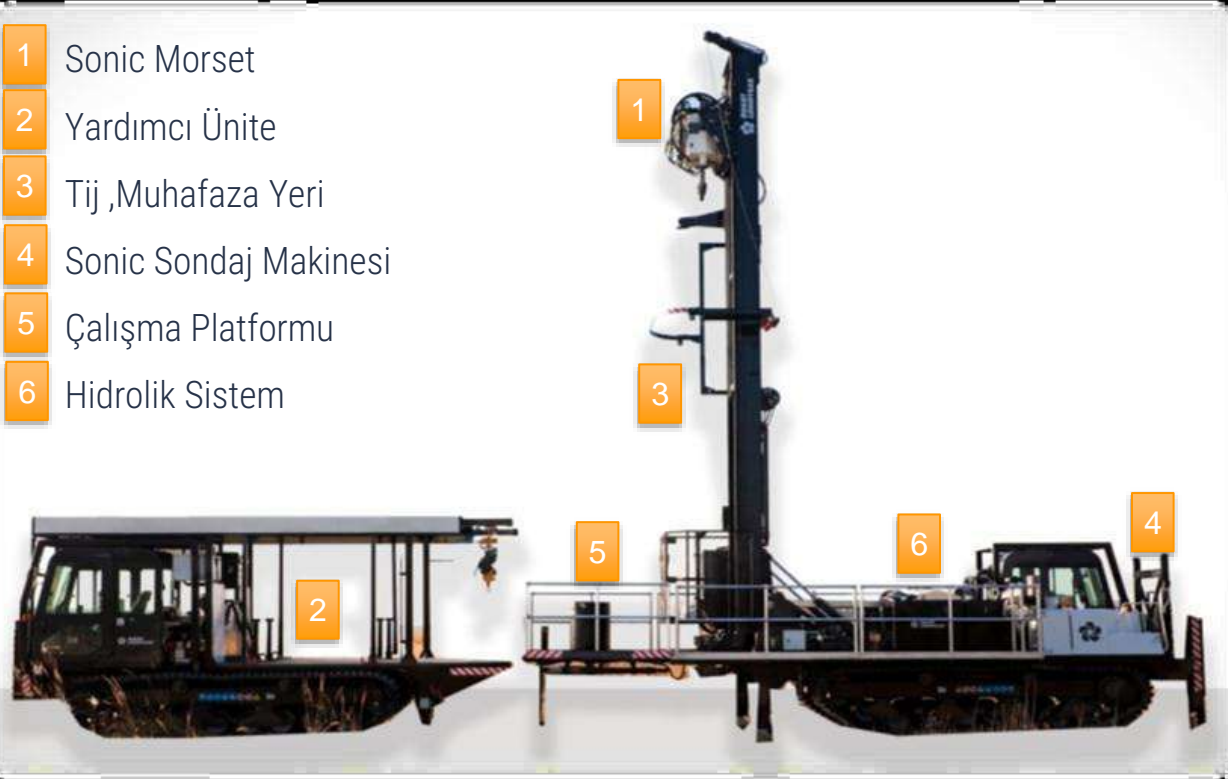 1 Sonic Morset
2 Yardımcı Ünite
3 Tij ,Muhafaza Yeri
4 Sonic Sondaj Makinesi
5 Çalışma Platformu
6 Hidrolik Sistem
1
3
4
5
6
2